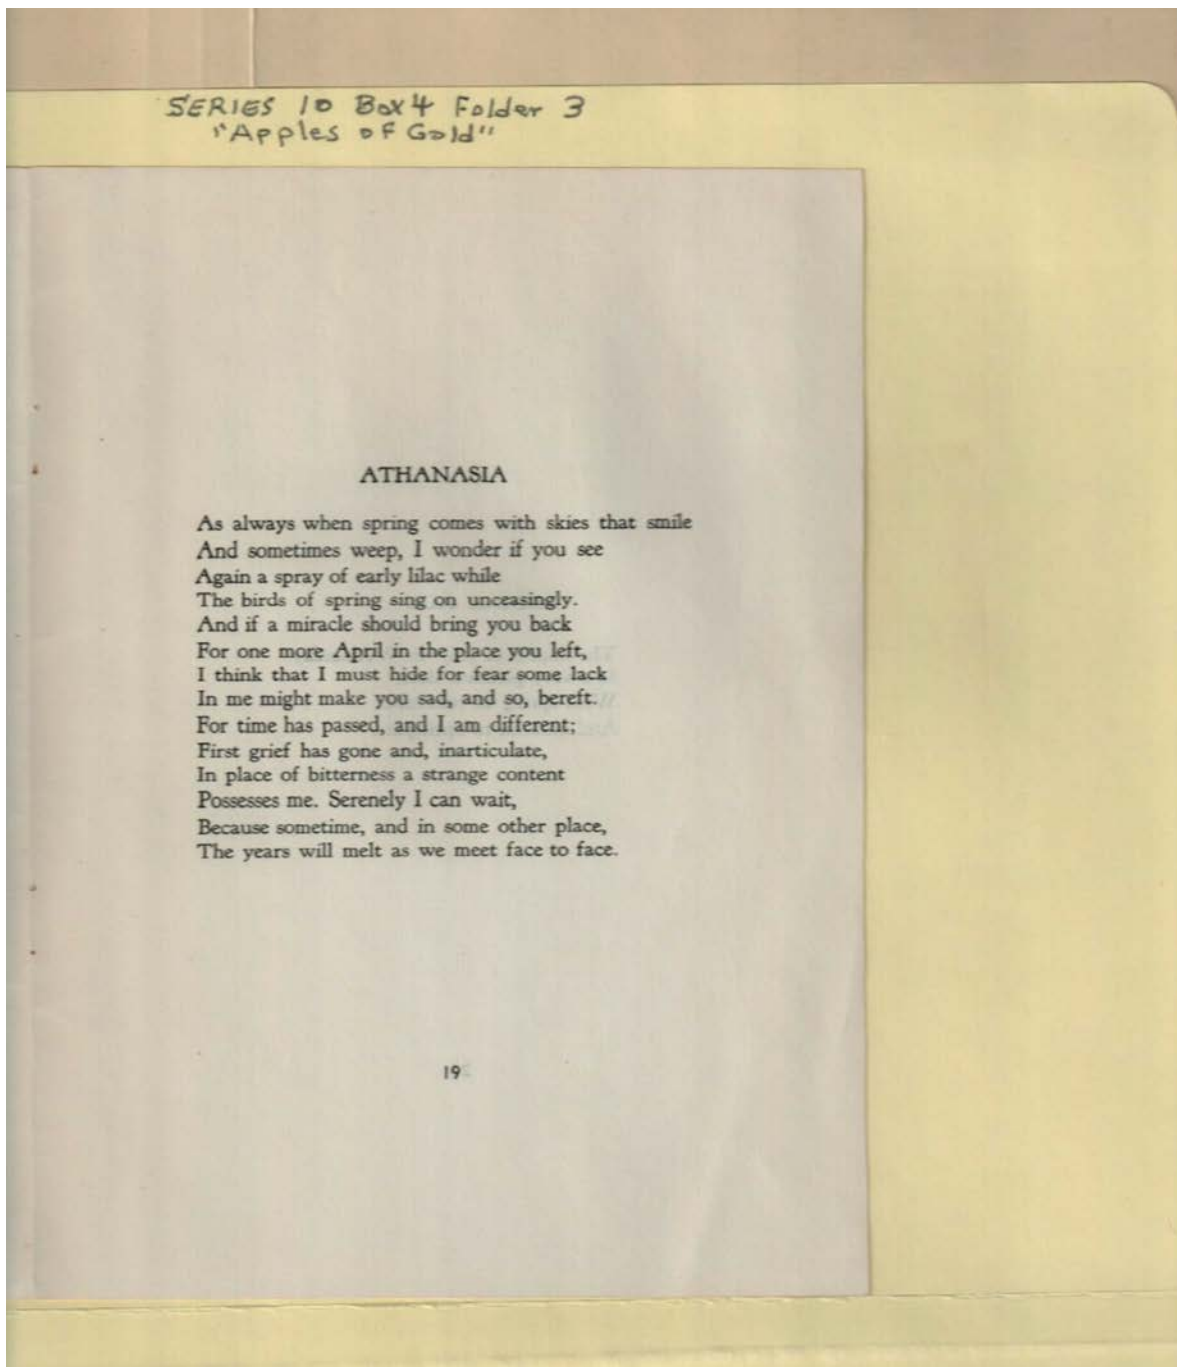 SERIES 10 Box 4 Folder 3
"Apples of Gold"
ATHANASIA
As always when spring comes with skies that smile
And sometimes weep, I wonder if you see
Again a spray of early lilac while
The birds of spring sing on unceasingly.
And if a miracle should bring you back
For one more April in the place you left,
I think that I must hide for fear some lack
In me might make you sad, and so, bereft.
For time has passed, and I am different;
First grief has gone and, inarticulate,
In place of bitterness a strange content
Possesses me. Serenely I can wait,
Because sometime, and in some other place,
The years will melt as we meet face to face.
19